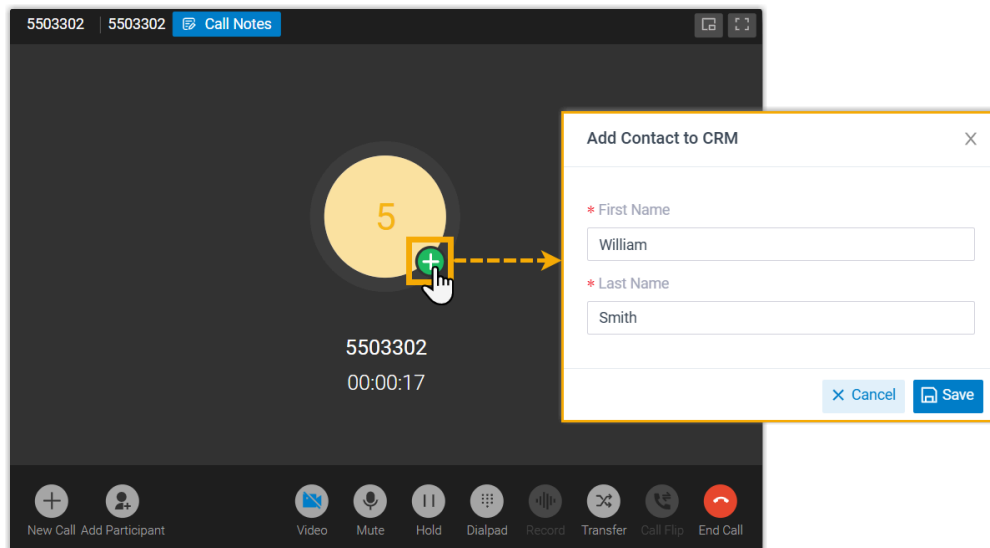 5503302 5503302 Call Notes
5
5503302
00:00:17
New Call Add Participant Video Mute Hold Dialpad Record Transfer Call Flip End Call
Add Contact to CRM
* First Name
William
* Last Name
Smith
Cancel Save